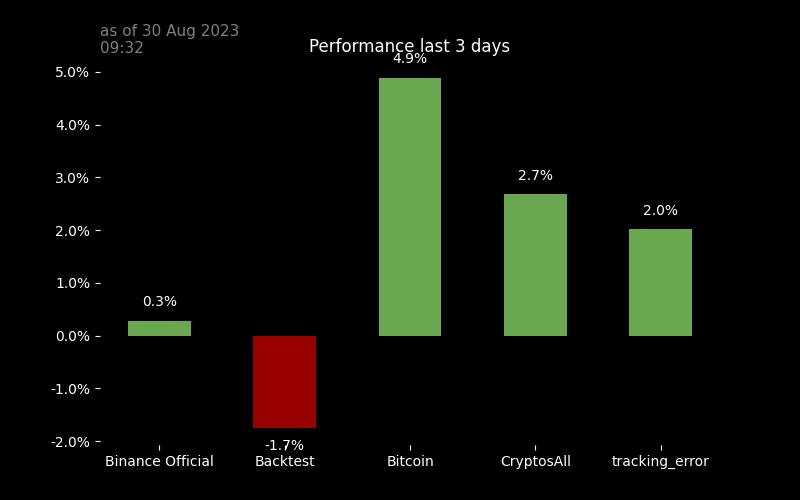 as of 30 Aug 2023
09:32
Performance last 3 days
5.0%
4.0%
3.0%
2.0%
1.0%
0.0%
-1.0%
-2.0%
0.3%
-1.7%
4.9%
2.7%
2.0%
Binance Official
Backtest
Bitcoin
CryptosAll
tracking_error